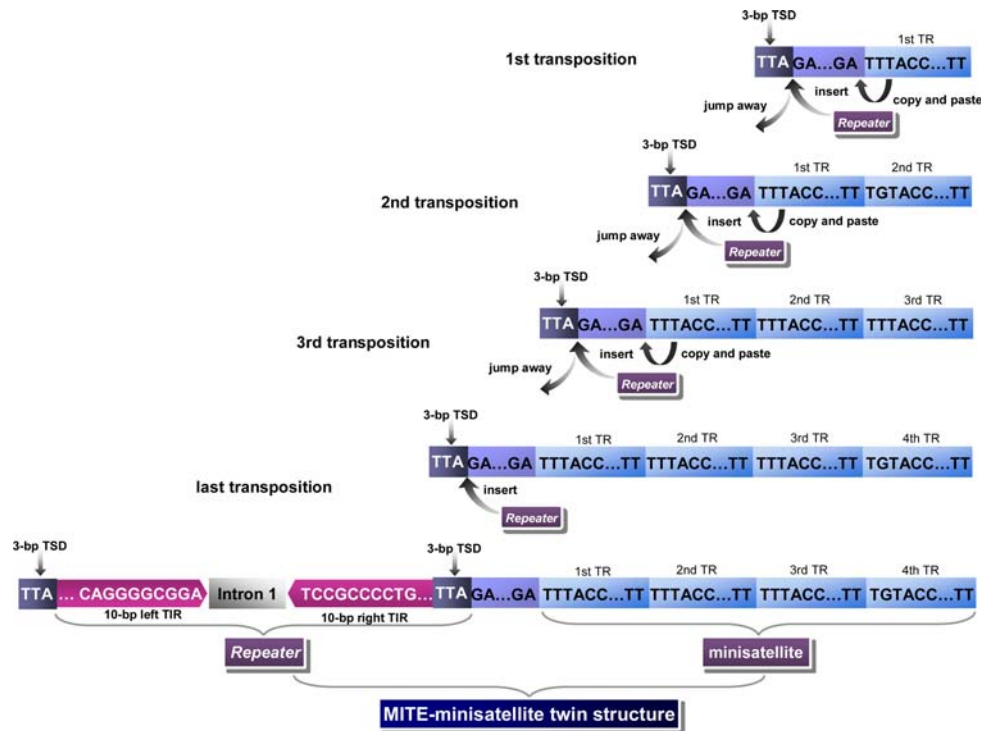 3-bp TSD
1st TR
TTA GA...GA TTTACC...TT
1st transposition
insert
copy and paste
jump away
Repeater
3-bp TSD
1st TR 2nd TR
TTA GA...GA TTTACC...TT TGTACC...TT
2nd transposition
insert
copy and paste
jump away
Repeater
3-bp TSD
1st TR 2nd TR 3rd TR
TTA GA...GA TTTACC...TT TTTACC...TT TTTACC...TT
3rd transposition
insert
copy and paste
jump away
Repeater
3-bp TSD
1st TR 2nd TR 3rd TR 4th TR
TTA GA...GA TTTACC...TT TTTACC...TT TTTACC...TT TGTACC...TT
last transposition
insert
Repeater
3-bp TSD 3-bp TSD
1st TR 2nd TR 3rd TR 4th TR
TTA ... CAGGGGCGGA Intron 1 TCCGCCCCTG... TTA GA...GA TTTACC...TT TTTACC...TT TTTACC...TT TGTACC...TT
10-bp left TIR 10-bp right TIR
Repeater minisatellite
MITE-minisatellite twin structure